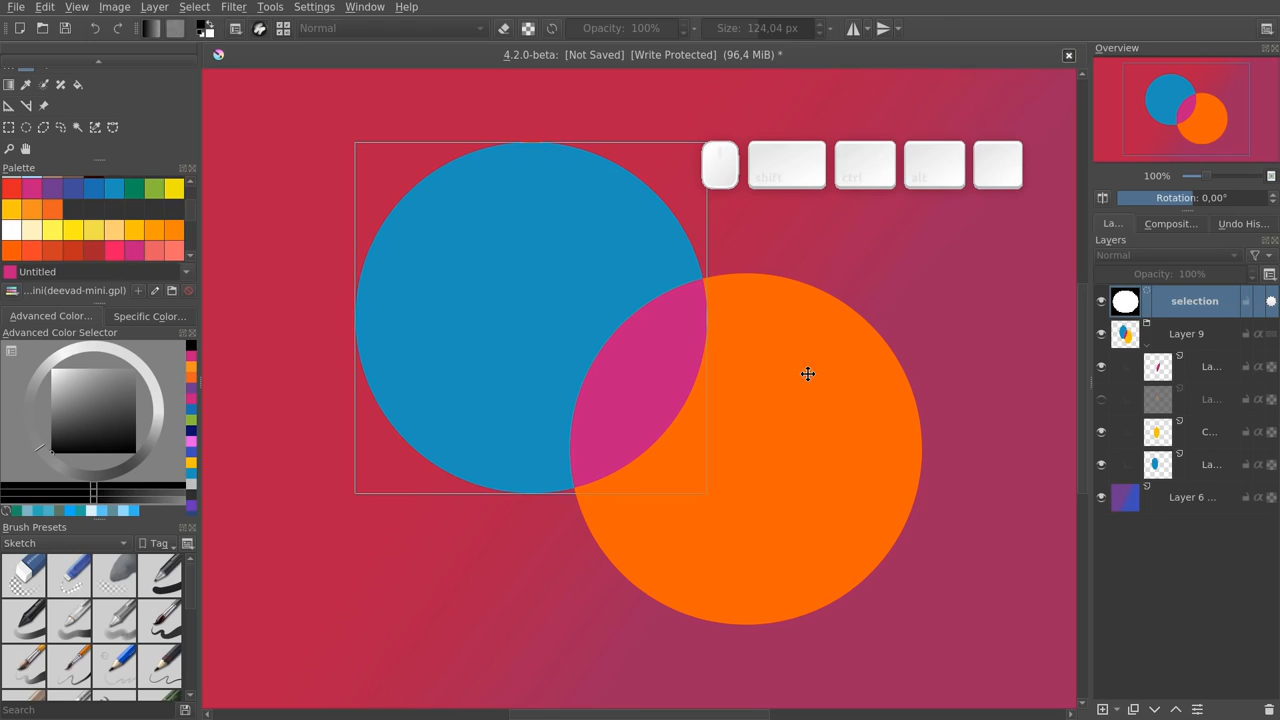 File Edit View Image Layer Select Filter Tools Settings Window Help
Normal Opacity: 100% Size: 124,04 px
4.2.0-beta: [Not Saved] [Write Protected] (96,4 MiB) *
Overview
100%
Rotation: 0,00°
La... Composit... Undo His...
Layers
Normal
Opacity: 100%
selection
Layer 9
La...
La...
C...
La...
Layer 6 ...
shift ctrl alt
Palette
Untitled
...ini(deevad-mini.gpl)
Advanced Color... Specific Color...
Advanced Color Selector
Brush Presets
Sketch Tag
Search